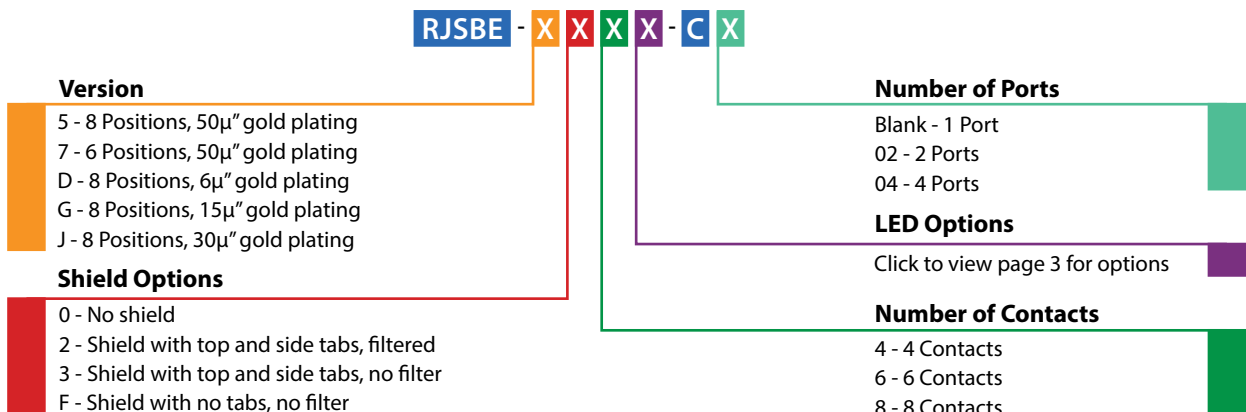 RJSBE - X X X X - C X
Version
5 - 8 Positions, 50µ” gold plating
7 - 6 Positions, 50µ” gold plating
D - 8 Positions, 6µ” gold plating
G - 8 Positions, 15µ” gold plating
J - 8 Positions, 30µ” gold plating
Shield Options
0 - No shield
2 - Shield with top and side tabs, filtered
3 - Shield with top and side tabs, no filter
F - Shield with no tabs, no filter
Number of Ports
Blank - 1 Port
02 - 2 Ports
04 - 4 Ports
LED Options
Click to view page 3 for options
Number of Contacts
4 - 4 Contacts
6 - 6 Contacts
8 - 8 Contacts